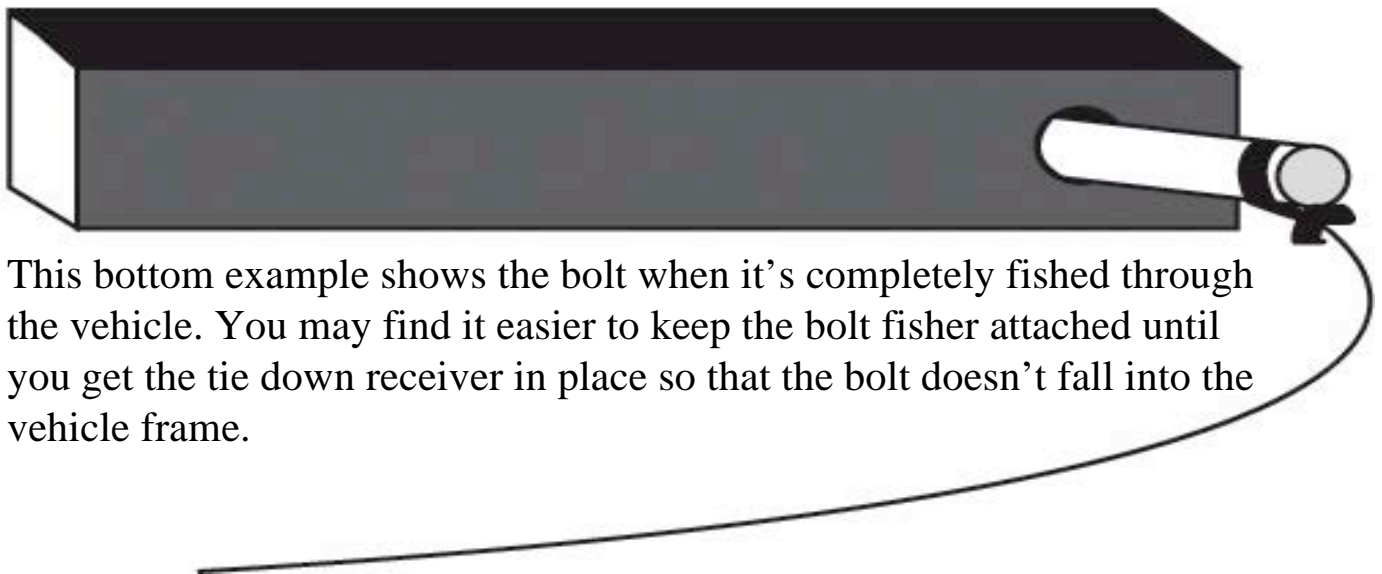 This bottom example shows the bolt when it’s completely fished through
the vehicle. You may find it easier to keep the bolt fisher attached until
you get the tie down receiver in place so that the bolt doesn’t fall into the
vehicle frame.